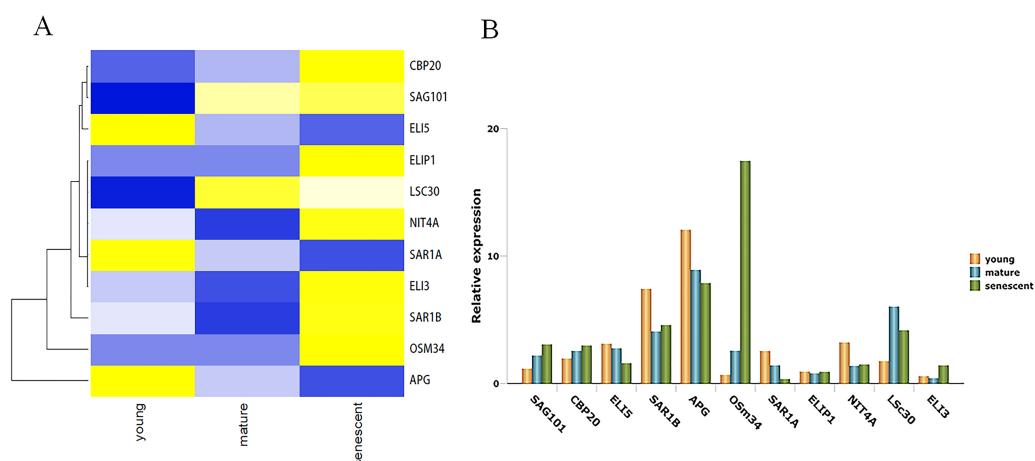 A
CBP20
SAG101
ELI5
ELIP1
LSC30
NIT4A
SAR1A
ELI3
SAR1B
OSM34
APG
young
mature
senescent
B
Relative expression
20
10
0
SAG101
CBP20
ELI5
SAR1B
APG
OSm34
SAR1A
ELIP1
NIT4A
LSc30
ELI3
young
mature
senescent